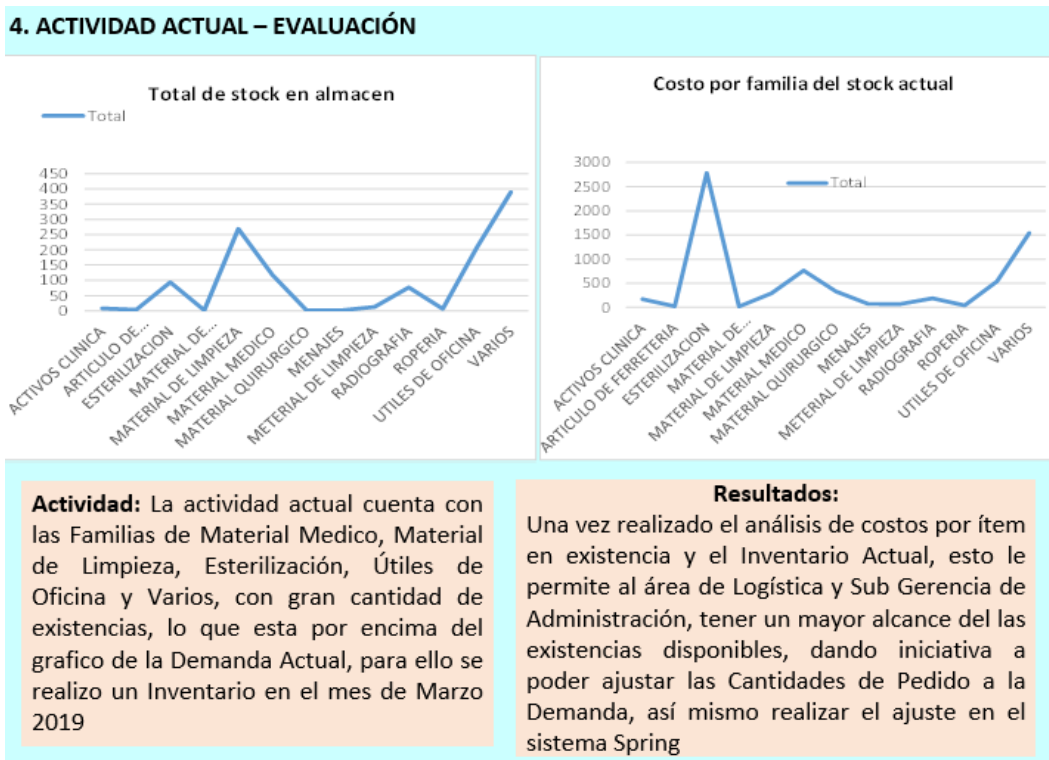 4. ACTIVIDAD ACTUAL – EVALUACIÓN
Total de stock en almacen
Total
450
400
350
300
250
200
150
100
50
0
ACTIVOS CLINICA
ARTICULO DE...
ESTERILIZACION
MATERIAL DE...
MATERIAL DE LIMPIEZA
MATERIAL MEDICO
MATERIAL QUIRURGICO
MENAJES
METERIAL DE LIMPIEZA
RADIOGRAFIA
ROPERIA
UTILES DE OFICINA
VARIOS
Costo por familia del stock actual
Total
3000
2500
2000
1500
1000
500
0
ACTIVOS CLINICA
ARTICULO DE FERRETERIA
ESTERILIZACION
MATERIAL DE...
MATERIAL DE LIMPIEZA
MATERIAL MEDICO
MATERIAL QUIRURGICO
MENAJES
METERIAL DE LIMPIEZA
RADIOGRAFIA
ROPERIA
UTILES DE OFICINA
VARIOS
Actividad: La actividad actual cuenta con
las Familias de Material Medico, Material
de Limpieza, Esterilización, Útiles de
Oficina y Varios, con gran cantidad de
existencias, lo que esta por encima del
grafico de la Demanda Actual, para ello se
realizo un Inventario en el mes de Marzo
2019
Resultados:
Una vez realizado el análisis de costos por ítem
en existencia y el Inventario Actual, esto le
permite al área de Logística y Sub Gerencia de
Administración, tener un mayor alcance del las
existencias disponibles, dando iniciativa a
poder ajustar las Cantidades de Pedido a la
Demanda, así mismo realizar el ajuste en el
sistema Spring